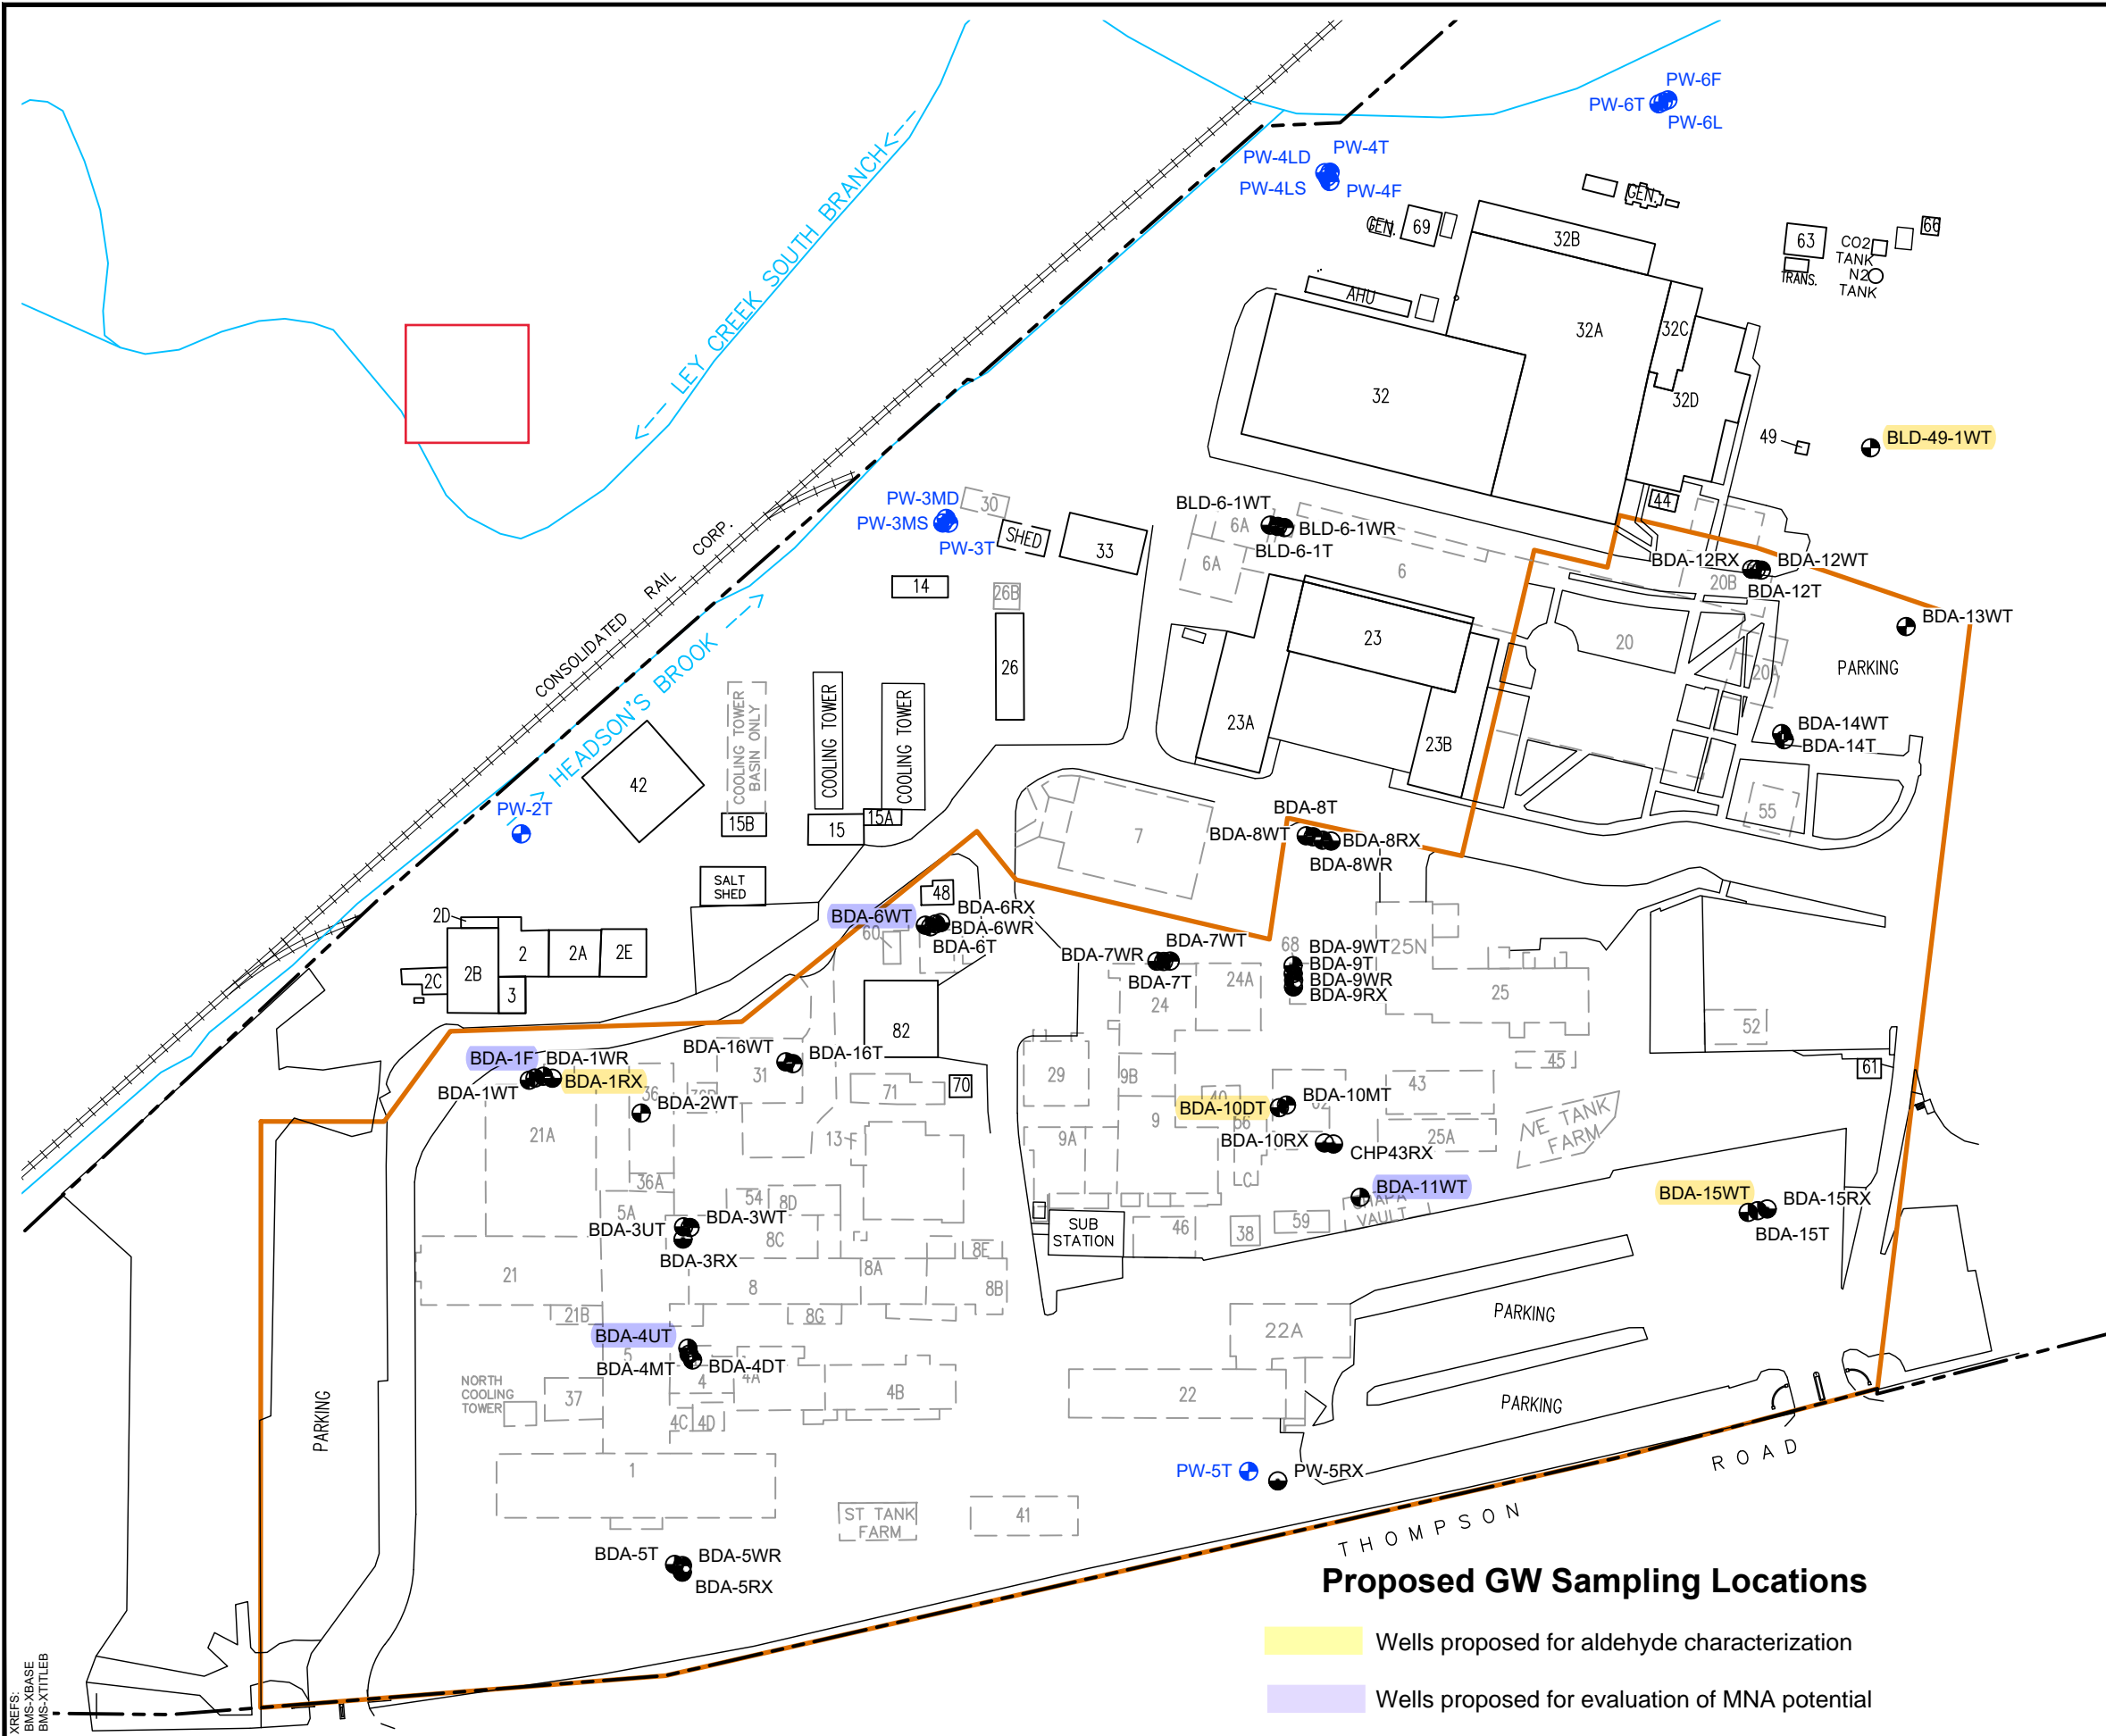 PW-6F
PW-6T
PW-6L
PW-4T
PW-4LD
PW-4LS
PW-4F
LEY CREEK SOUTH BRANCH
GEN.
GEN.
69
32B
63
CO2
TANK
N2
TANK
TRANS.
66
AHU
32A
32C
32
32D
49
BLD-49-1WT
44
PW-3MD
PW-3MS
PW-3T
30
SHED
33
BLD-6-1WT
BLD-6-1WR
BLD-6-1T
6A
6A
6
CONSOLIDATED RAIL CORP.
HEADSON'S BROOK
14
26B
26
BDA-12RX
BDA-12WT
BDA-12T
20B
BDA-13WT
20
20A
PARKING
23
23A
23B
BDA-14WT
BDA-14T
55
42
COOLING TOWER
BASIN ONLY
COOLING TOWER
COOLING TOWER
15B
15
15A
PW-2T
7
BDA-8T
BDA-8WT
BDA-8RX
BDA-8WR
SALT
SHED
48
BDA-6WT
BDA-6RX
BDA-6WR
BDA-6T
60
2D
2
2A
2E
2B
2C
3
BDA-7WT
BDA-7WR
BDA-7T
24
24A
68
BDA-9WT
BDA-9T
BDA-9WR
BDA-9RX
25N
25
52
82
BDA-1F
BDA-1WR
BDA-1RX
BDA-1WT
BDA-16WT
BDA-16T
31
36
BDA-2WT
21A
71
70
29
9B
45
43
61
BDA-10DT
BDA-10MT
BDA-10RX
CHP43RX
25A
NE TANK
FARM
9
9A
13
36A
5A
54
8D
C
BDA-11WT
VAULT
BDA-15WT
BDA-15RX
BDA-15T
BDA-3UT
BDA-3WT
BDA-3RX
8C
SUB
STATION
46
38
59
21
8
8A
8E
8B
21B
8G
22A
PARKING
BDA-4UT
BDA-4MT
BDA-4DT
5
4
4A
4B
NORTH
COOLING
TOWER
37
4C
4D
22
PARKING
PARKING
1
PW-5T
PW-5RX
ST TANK
FARM
41
THOMPSON ROAD
BDA-5T
BDA-5WR
BDA-5RX
Proposed GW Sampling Locations
Wells proposed for aldehyde characterization
Wells proposed for evaluation of MNA potential
XREFS:
BMS-XBASE
BMS-XTITLEB